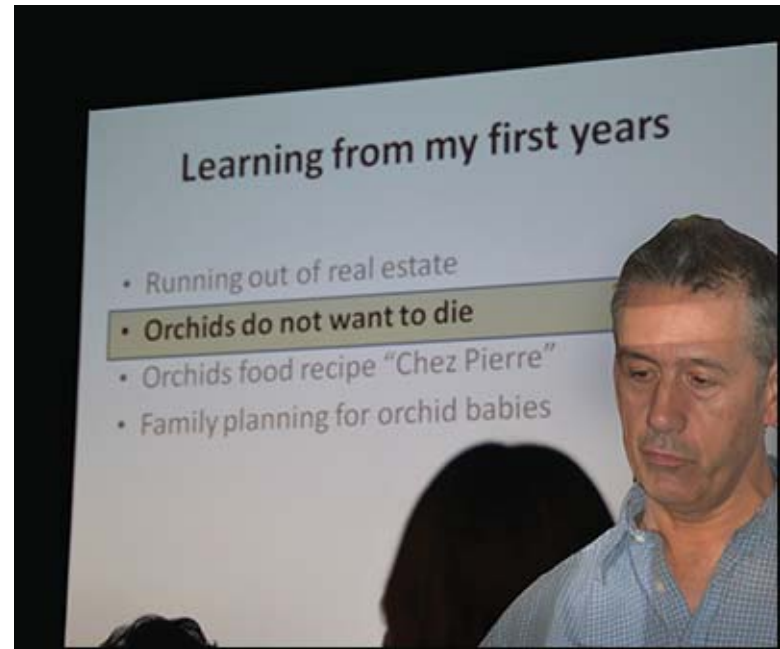 Learning from my first years
• Running out of real estate
• Orchids do not want to die
• Orchids food recipe “Chez Pierre”
• Family planning for orchid babies